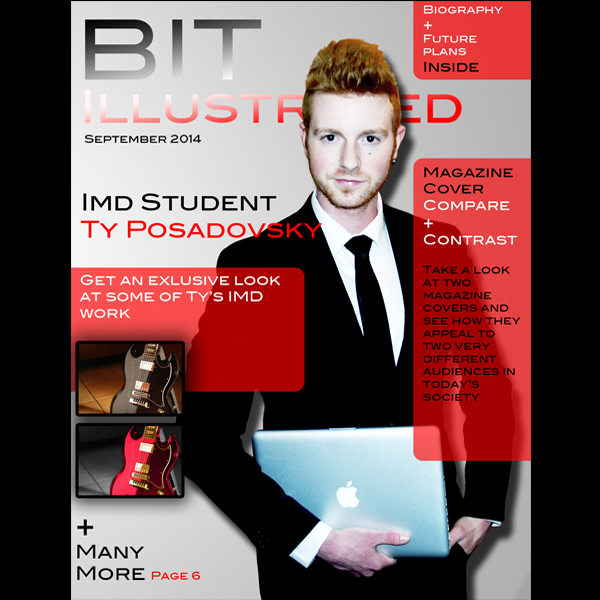 BIT
ILLUSTRATED
SEPTEMBER 2014
BIOGRAPHY
+
FUTURE
PLANS
INSIDE
IMD STUDENT
TY POSADOVSKY
GET AN EXLUSIVE LOOK
AT SOME OF TY'S IMD
WORK
MAGAZINE
COVER
COMPARE
+
CONTRAST
TAKE A LOOK
AT TWO
MAGAZINE
COVERS AND
SEE HOW THEY
APPEAL TO
TWO VERY
DIFFERENT
AUDIENCES IN
TODAY'S
SOCIETY
+
MANY
MORE PAGE 6